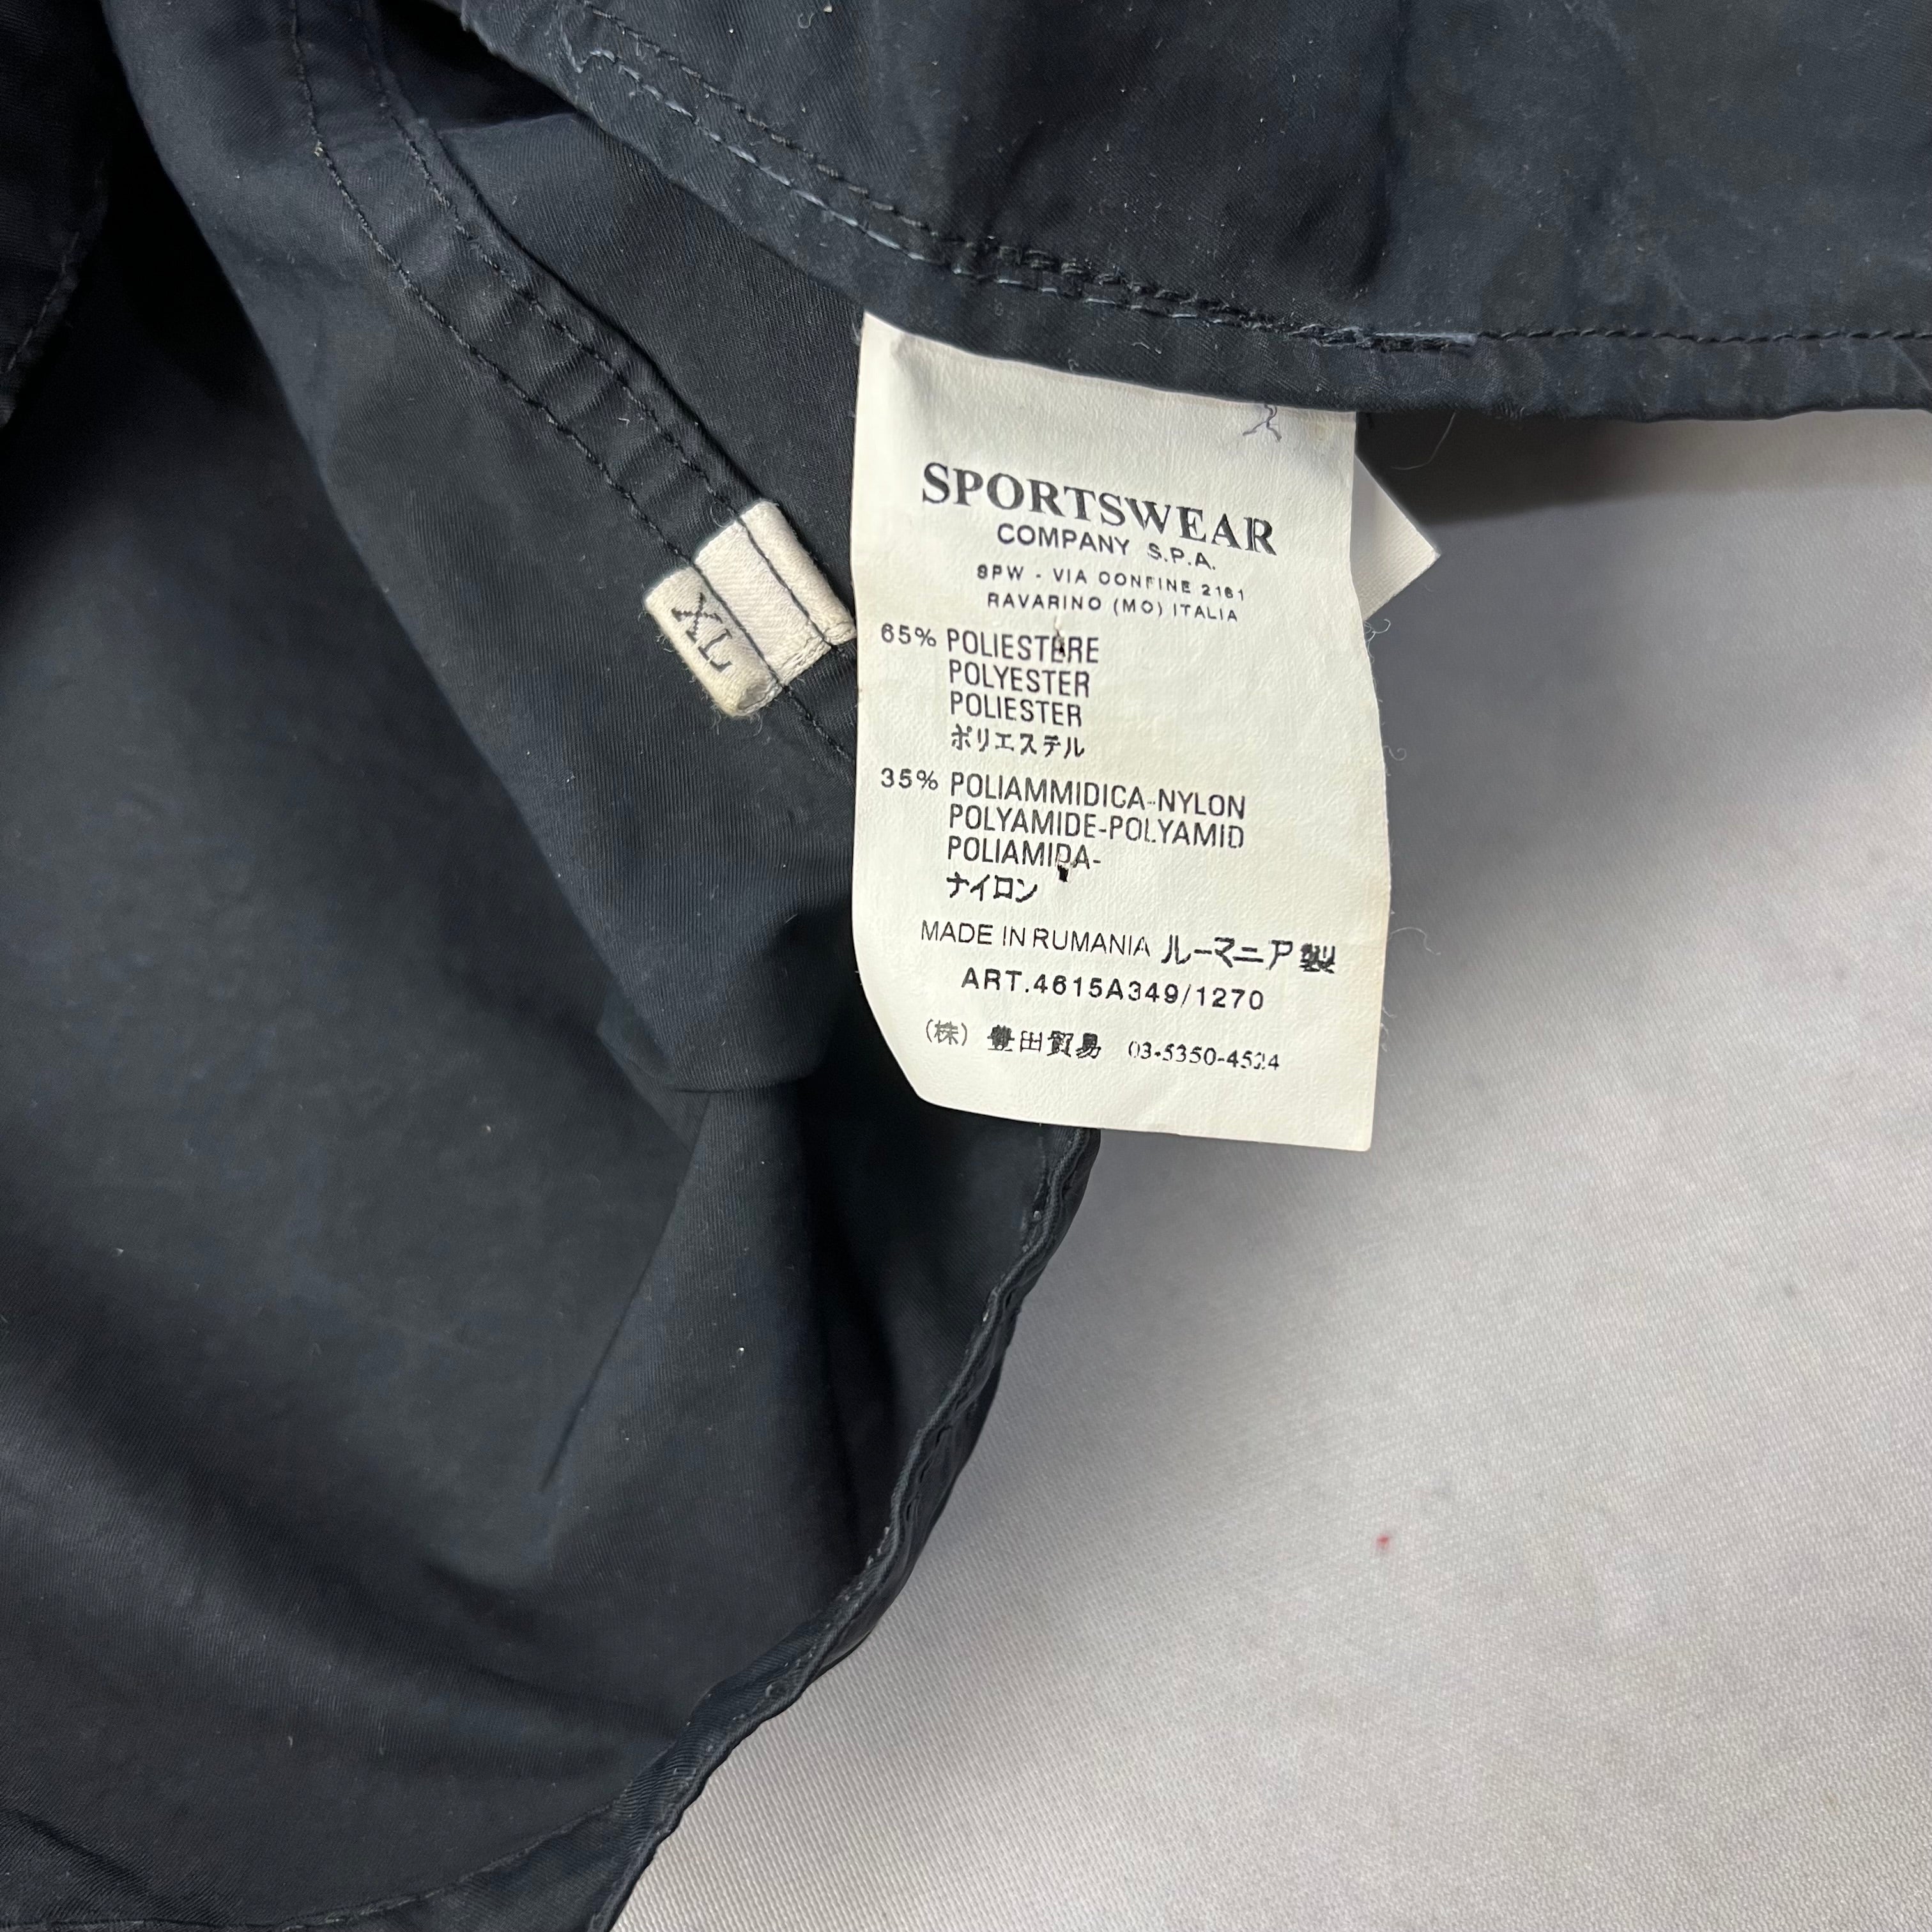 SPORTSWEAR
COMPANY S.P.A.
SPW - VIA CONFINE 2161
RAVARINO (MO) ITALIA
65% POLIESTERE
POLYESTER
POLIESTER
ポリエステル
35% POLIAMMIDICA-NYLON
POLYAMIDE-POLYAMID
POLIAMIDA-
ナイロン
MADE IN RUMANIA ルーマニア製
ART.4615A349/1270
(株) 豊田貿易 03-5350-4524
XL